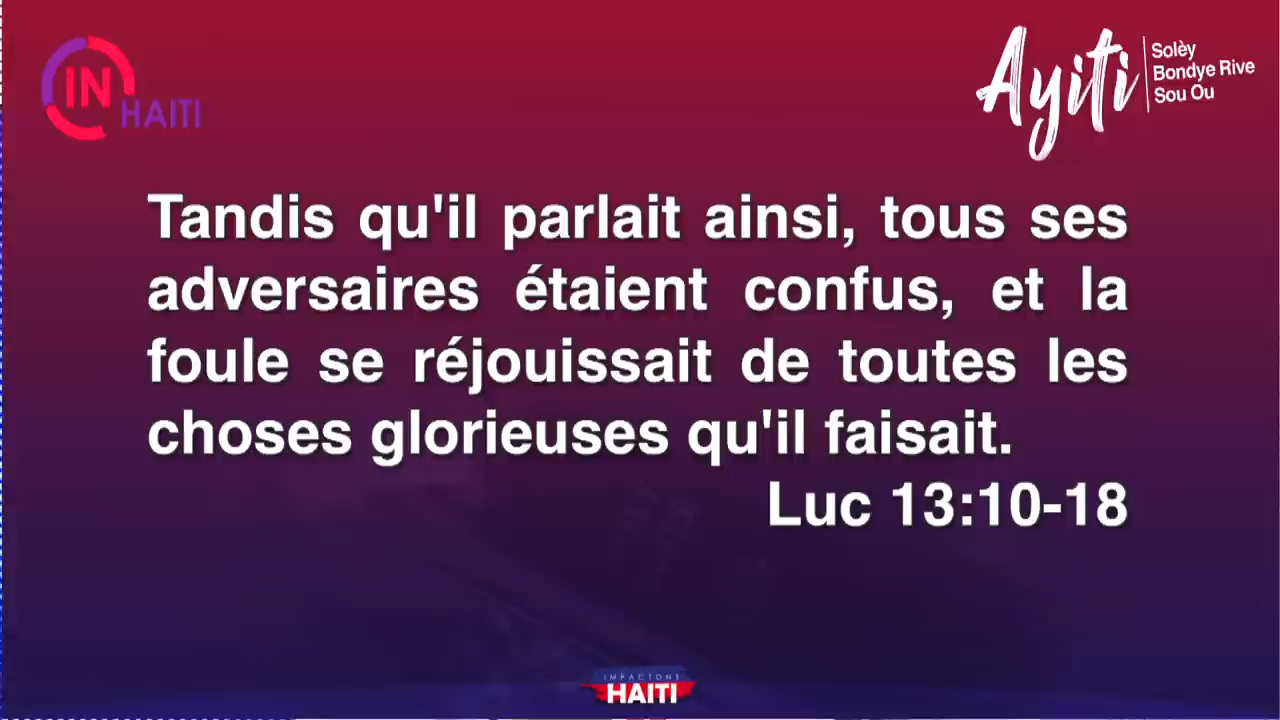 IN
HAITI
Ayiti
Solèy
Bondye Rive
Sou Ou
Tandis qu'il parlait ainsi, tous ses
adversaires étaient confus, et la
foule se réjouissait de toutes les
choses glorieuses qu'il faisait.
Luc 13:10-18
IMPACTONS
HAITI